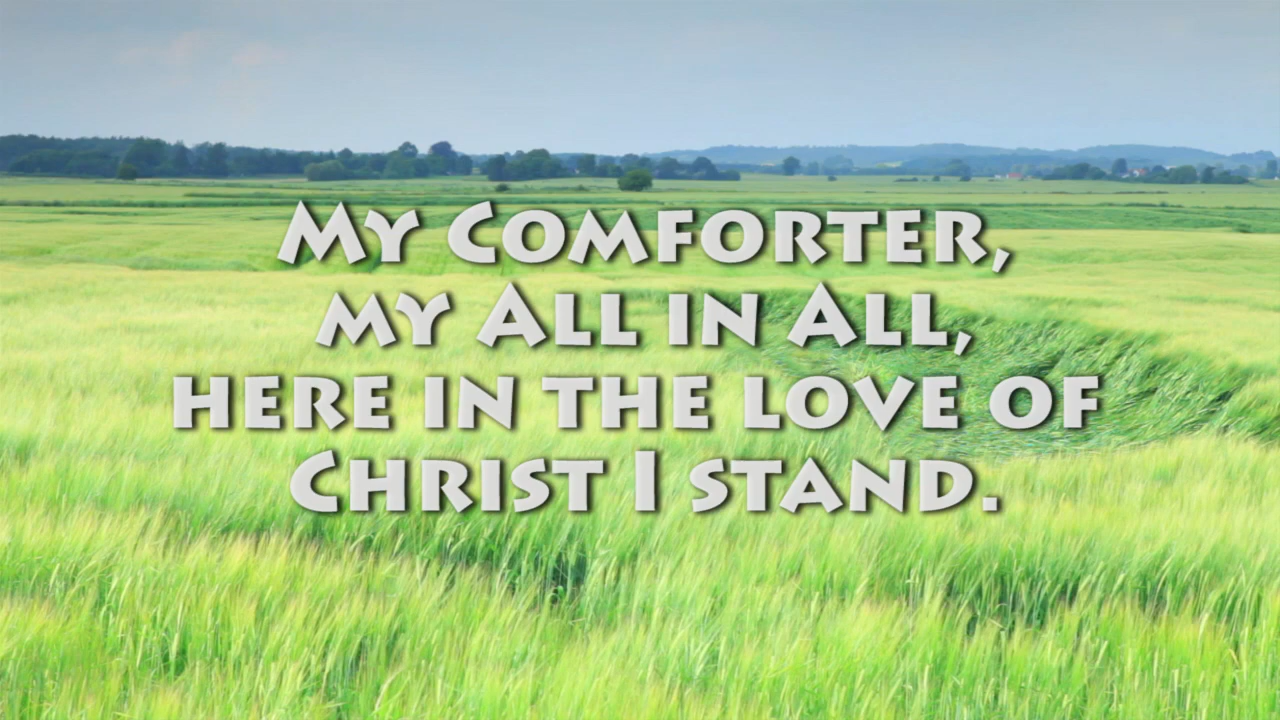 My Comforter,
my All in All,
here in the love of
Christ I stand.